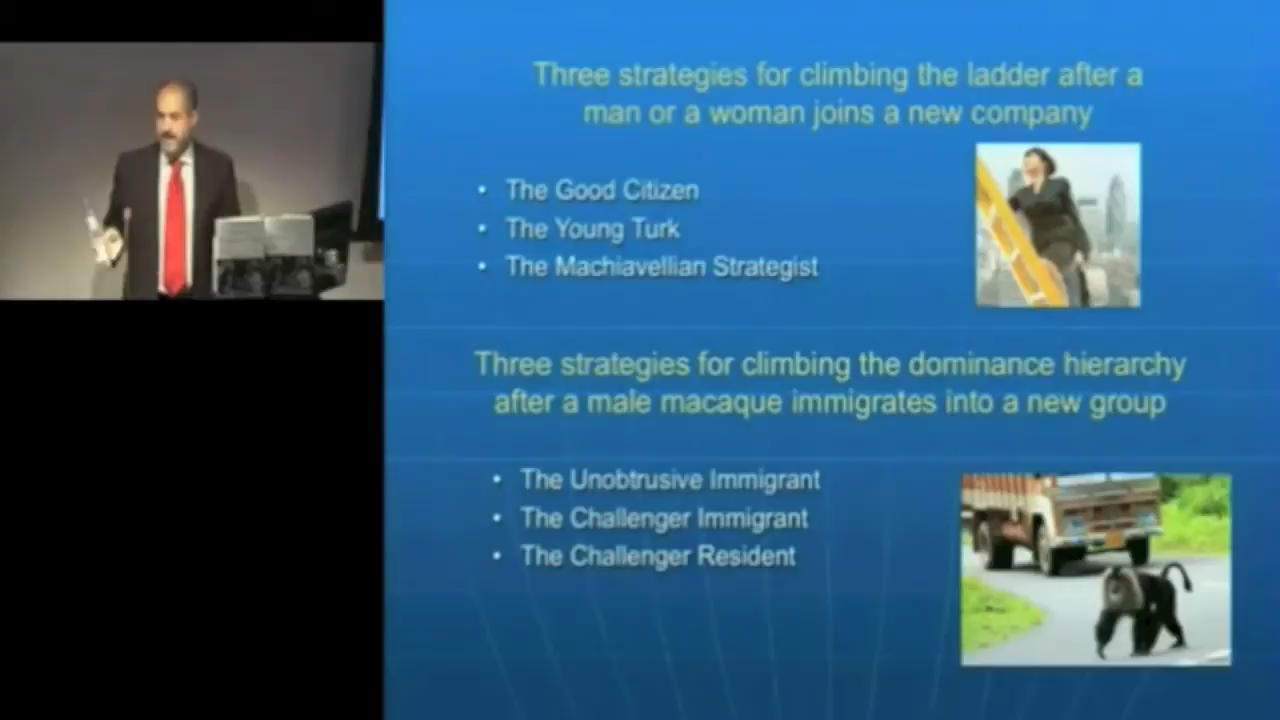 Three strategies for climbing the ladder after a
man or a woman joins a new company
• The Good Citizen
• The Young Turk
• The Machiavellian Strategist
Three strategies for climbing the dominance hierarchy
after a male macaque immigrates into a new group
• The Unobtrusive Immigrant
• The Challenger Immigrant
• The Challenger Resident